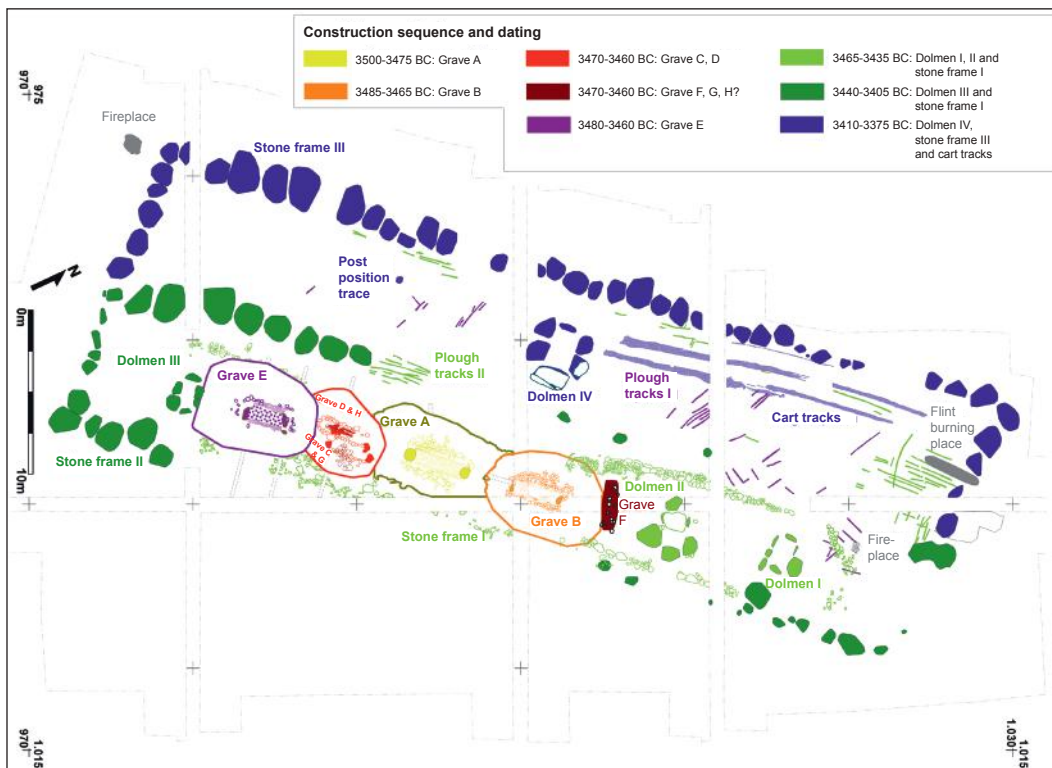 Construction sequence and dating
3500-3475 BC: Grave A
3485-3465 BC: Grave B
3470-3460 BC: Grave C, D
3470-3460 BC: Grave F, G, H?
3480-3460 BC: Grave E
3465-3435 BC: Dolmen I, II and
stone frame I
3440-3405 BC: Dolmen III and
stone frame I
3410-3375 BC: Dolmen IV,
stone frame III
and cart tracks
975
970
Fireplace
Stone frame III
N
Post
position
trace
0m
10m
Dolmen III
Grave E
Plough
tracks II
Grave D & H
Grave C
& G
Grave A
Dolmen IV
Plough
tracks I
Cart tracks
Flint
burning
place
Stone frame II
Dolmen II
Grave
F
Grave B
Stone frame I
Fire-
place
Dolmen I
970
1.015
1.030
1.015